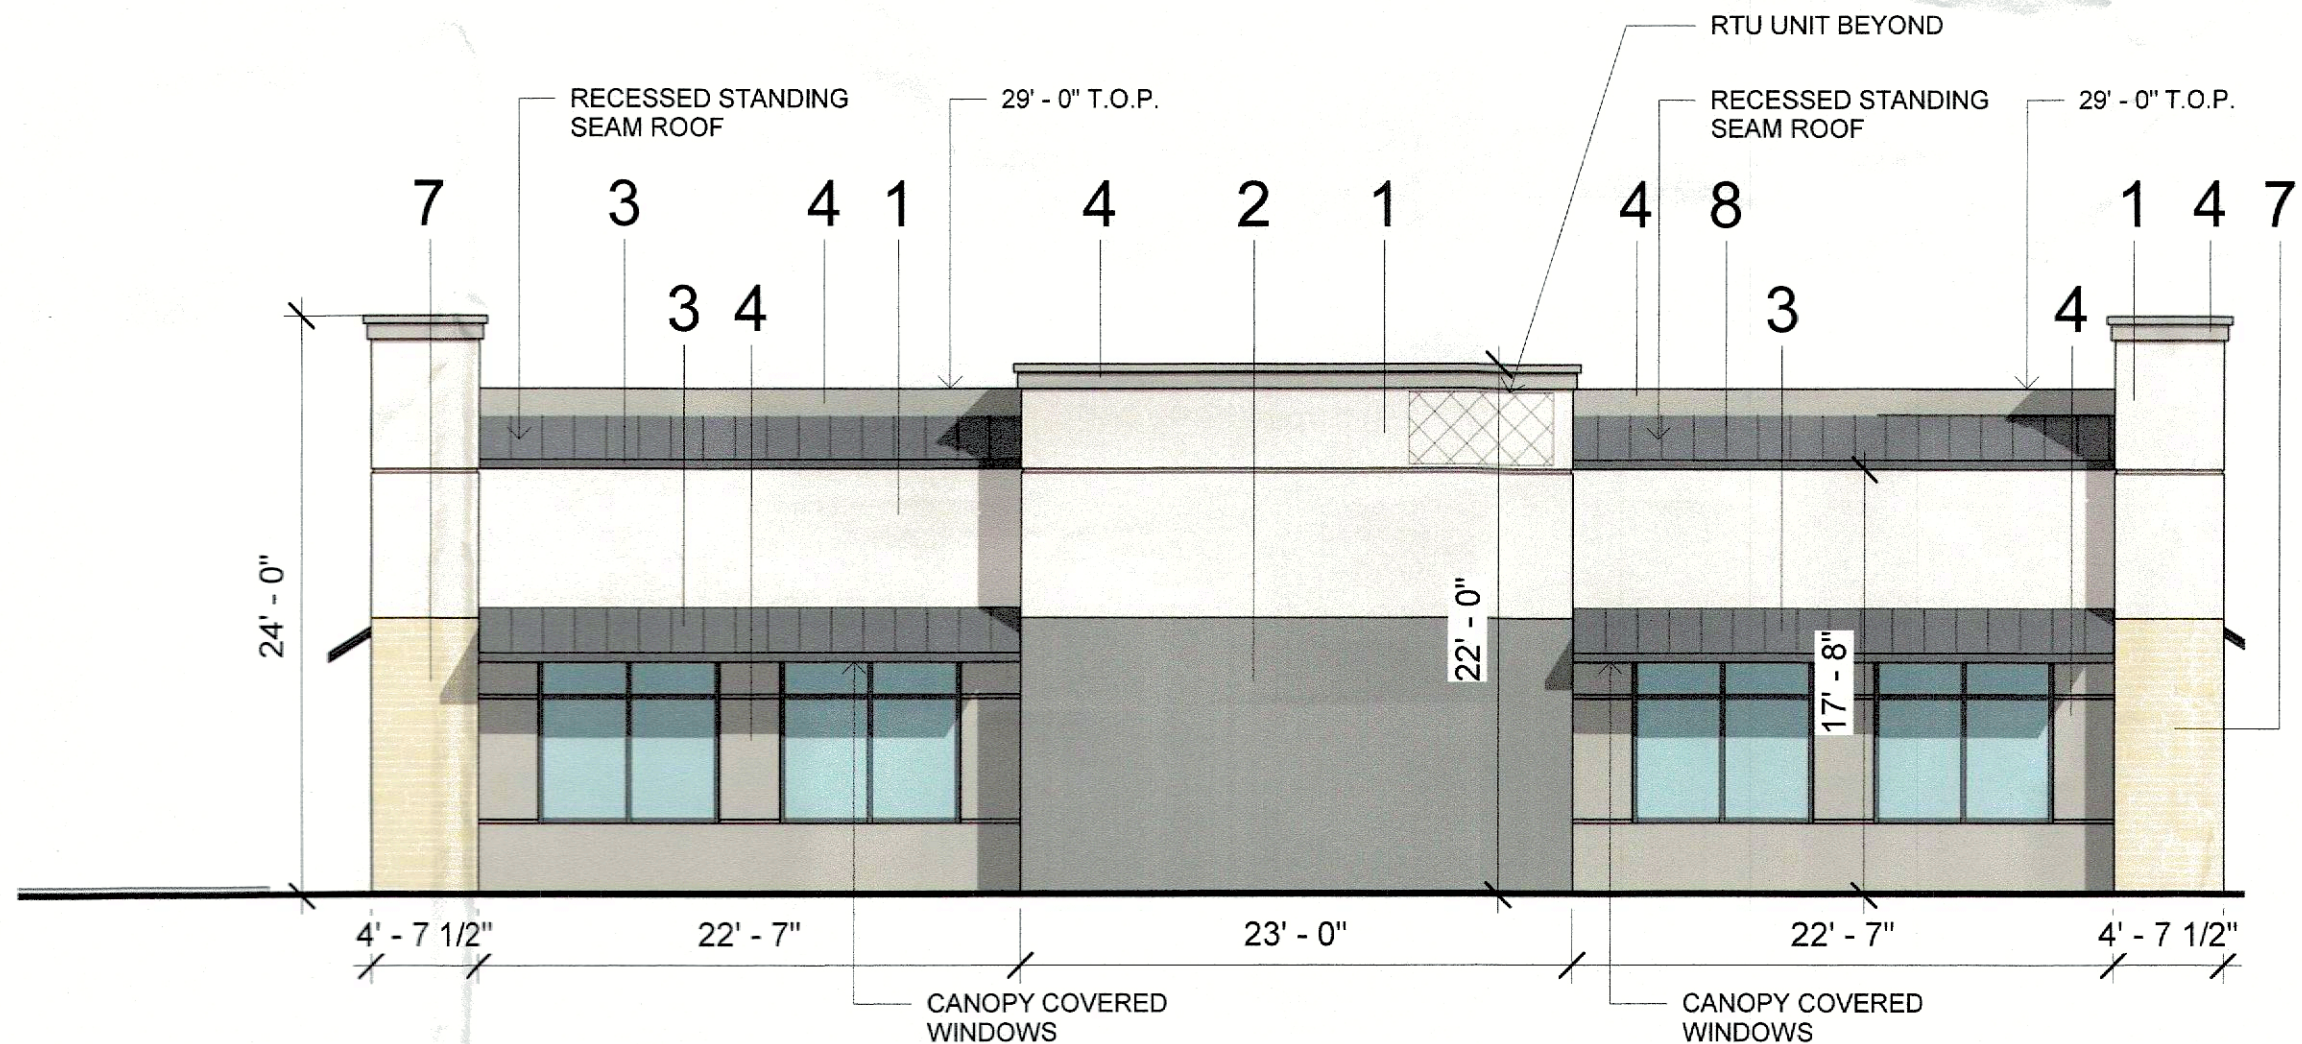 RTU UNIT BEYOND
RECESSED STANDING
SEAM ROOF
29' - 0" T.O.P.
RECESSED STANDING
SEAM ROOF
29' - 0" T.O.P.
7 3 4 1 4 2 1 4 8 1 4 7
3 4 3 4
24' - 0"
22' - 0"
17' - 8"
4' - 7 1/2" 22' - 7" 23' - 0" 22' - 7" 4' - 7 1/2"
CANOPY COVERED
WINDOWS
CANOPY COVERED
WINDOWS